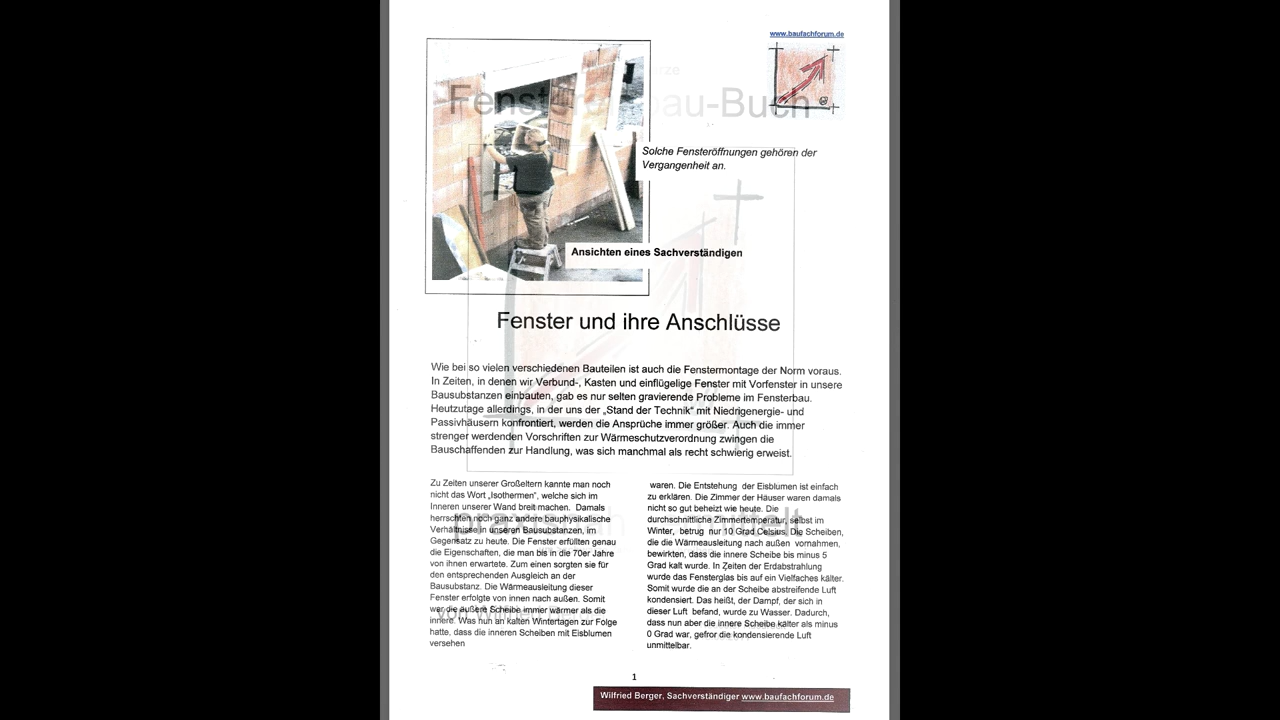 www.baufachforum.de
Fenstereinbau-Buch
Solche Fensteröffnungen gehören der
Vergangenheit an.
Ansichten eines Sachverständigen
Fenster und ihre Anschlüsse
Wie bei so vielen verschiedenen Bauteilen ist auch die Fenstermontage der Norm voraus.
In Zeiten, in denen wir Verbund-, Kasten und einflügelige Fenster mit Vorfenster in unsere
Bausubstanzen einbauten, gab es nur selten gravierende Probleme im Fensterbau.
Heutzutage allerdings, in der uns der „Stand der Technik" mit Niedrigenergie- und
Passivhäusern konfrontiert, werden die Ansprüche immer größer. Auch die immer
strenger werdenden Vorschriften zur Wärmeschutzverordnung zwingen die
Bauschaffenden zur Handlung, was sich manchmal als recht schwierig erweist.
Zu Zeiten unserer Großeltern kannte man noch
nicht das Wort „Isothermen", welche sich im
Inneren unserer Wand breit machen. Damals
herrschten noch ganz andere bauphysikalische
Verhältnisse in unseren Bausubstanzen, im
Gegensatz zu heute. Die Fenster erfüllten genau
die Eigenschaften, die man bis in die 70er Jahre
von ihnen erwartete. Zum einen sorgten sie für
den entsprechenden Ausgleich an der
Bausubstanz. Die Wärmeausleitung dieser
Fenster erfolgte von innen nach außen. Somit
war die äußere Scheibe immer wärmer als die
innere. Was nun an kalten Wintertagen zur Folge
hatte, dass die inneren Scheiben mit Eisblumen
versehen
waren. Die Entstehung der Eisblumen ist einfach
zu erklären. Die Zimmer der Häuser waren damals
nicht so gut beheizt wie heute. Die
durchschnittliche Zimmertemperatur, selbst im
Winter, betrug nur 10 Grad Celsius. Die Scheiben,
die die Wärmeausleitung nach außen vornahmen,
bewirkten, dass die innere Scheibe bis minus 5
Grad kalt wurde. In Zeiten der Erdabstrahlung
wurde das Fensterglas bis auf ein Vielfaches kälter.
Somit wurde die an der Scheibe abstreifende Luft
kondensiert. Das heißt, der Dampf, der sich in
dieser Luft befand, wurde zu Wasser. Dadurch,
dass nun aber die innere Scheibe kälter als minus
0 Grad war, gefror die kondensierende Luft
unmittelbar.
1
Wilfried Berger, Sachverständiger www.baufachforum.de